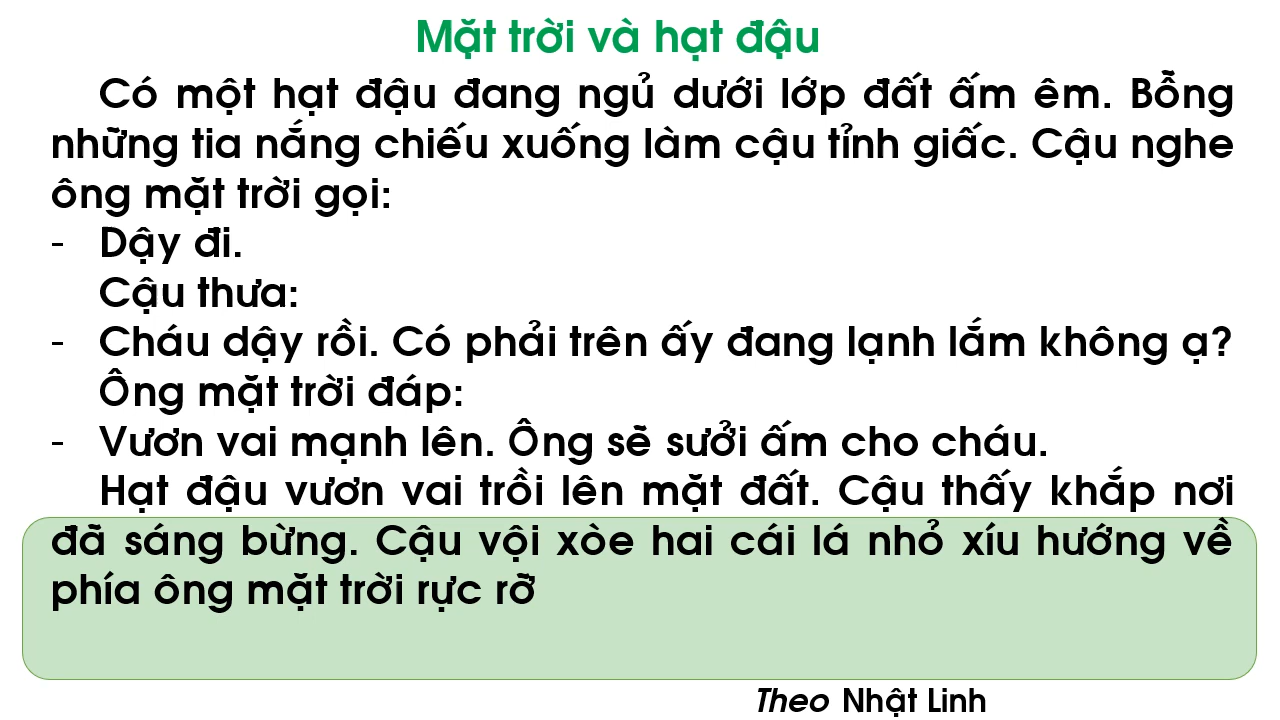 Mặt trời và hạt đậu
Có một hạt đậu đang ngủ dưới lớp đất ấm êm. Bỗng
những tia nắng chiếu xuống làm cậu tỉnh giấc. Cậu nghe
ông mặt trời gọi:
- Dậy đi.
Cậu thưa:
- Cháu dậy rồi. Có phải trên ấy đang lạnh lắm không ạ?
Ông mặt trời đáp:
- Vươn vai mạnh lên. Ông sẽ sưởi ấm cho cháu.
Hạt đậu vươn vai trồi lên mặt đất. Cậu thấy khắp nơi
đã sáng bừng. Cậu vội xòe hai cái lá nhỏ xíu hướng về
phía ông mặt trời rực rỡ
Theo Nhật Linh